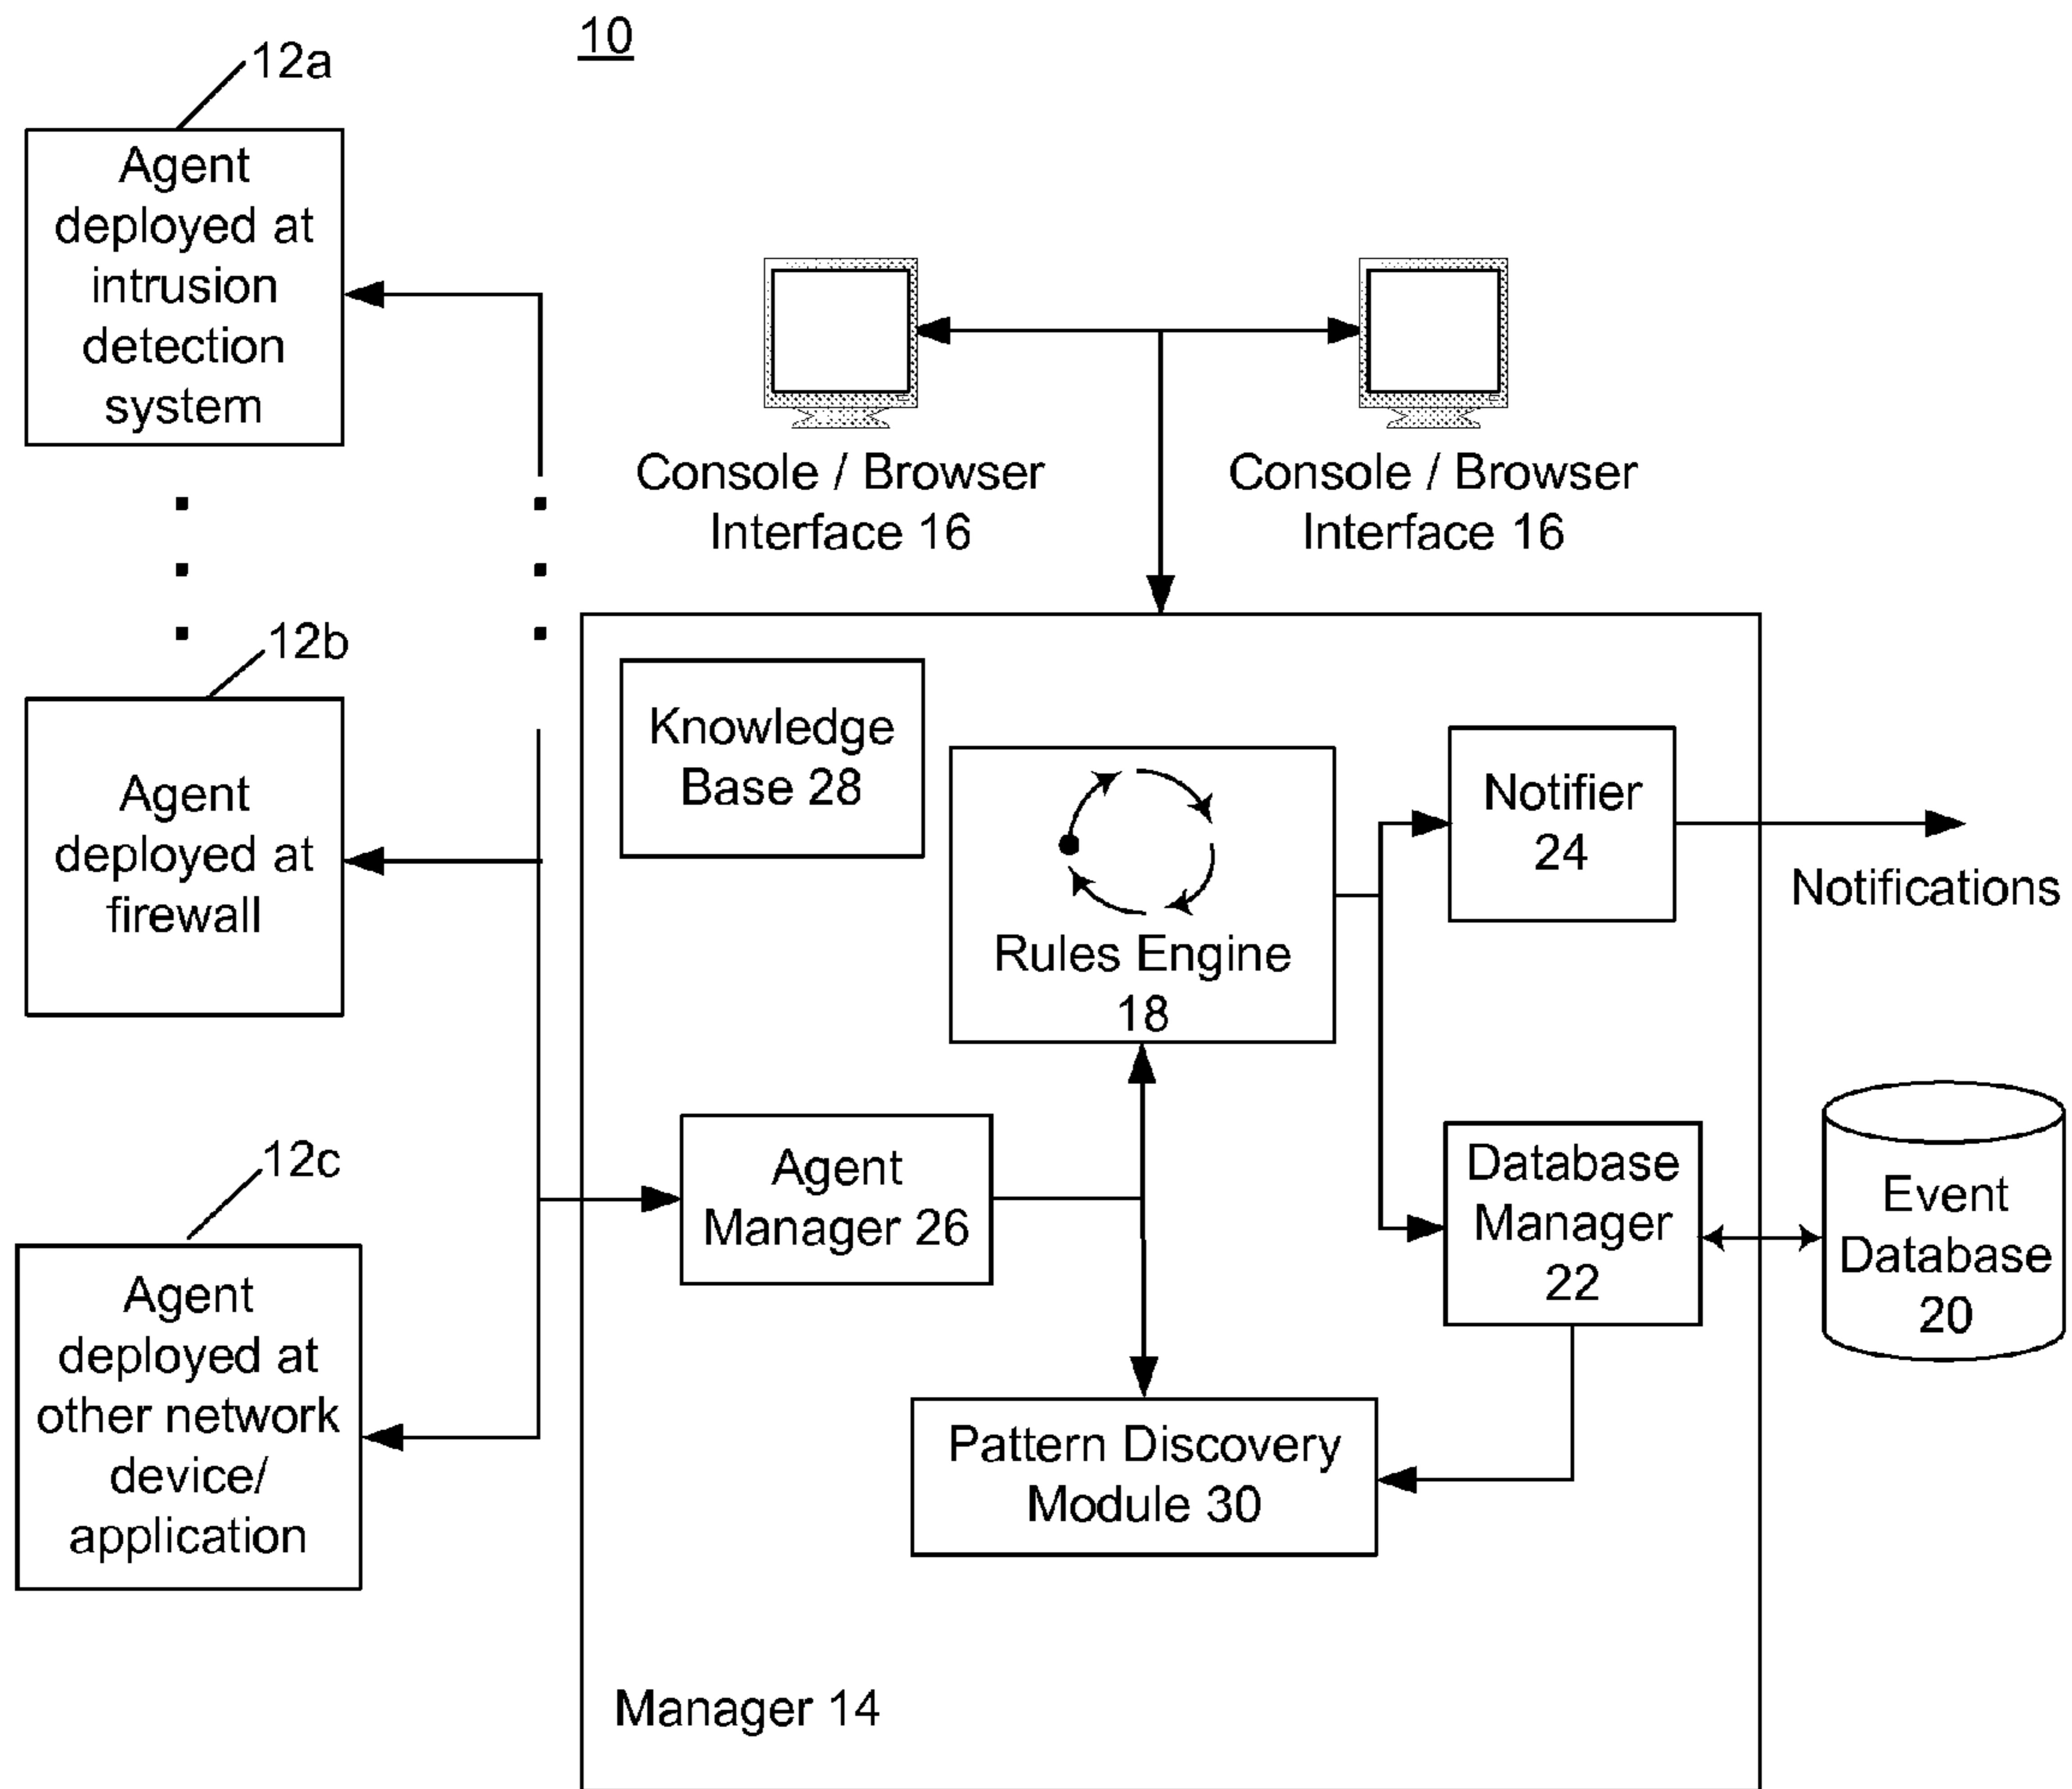 10
12a
Agent
deployed at
intrusion
detection
system
Console / Browser
Interface 16
Console / Browser
Interface 16
12b
Agent
deployed at
firewall
Knowledge
Base 28
Rules Engine
18
Notifier
24
Notifications
12c
Agent
deployed at
other network
device/
application
Agent
Manager 26
Database
Manager
22
Event
Database
20
Pattern Discovery
Module 30
Manager 14